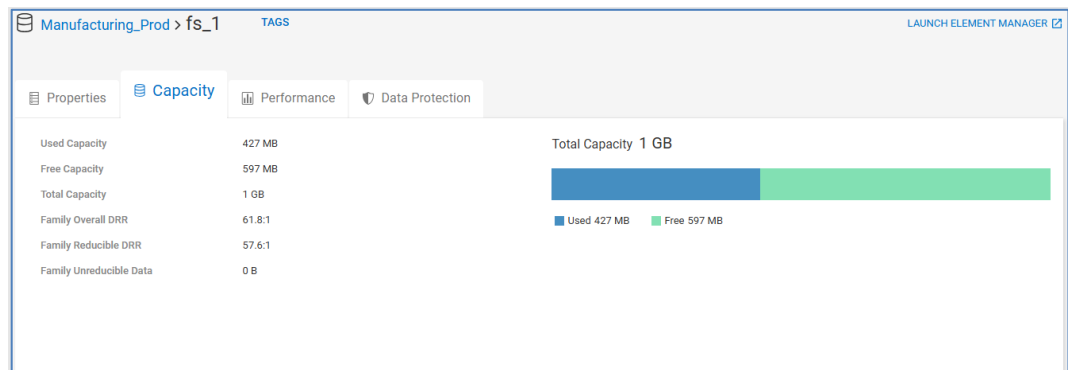 Manufacturing_Prod > fs_1 TAGS LAUNCH ELEMENT MANAGER
Properties Capacity Performance Data Protection
Used Capacity 427 MB
Free Capacity 597 MB
Total Capacity 1 GB
Family Overall DRR 61.8:1
Family Reducible DRR 57.6:1
Family Unreducible Data 0 B
Total Capacity 1 GB
Used 427 MB Free 597 MB